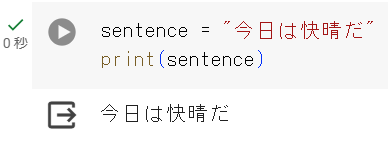 sentence = "今日は快晴だ"
0 秒
print(sentence)
今日は快晴だ